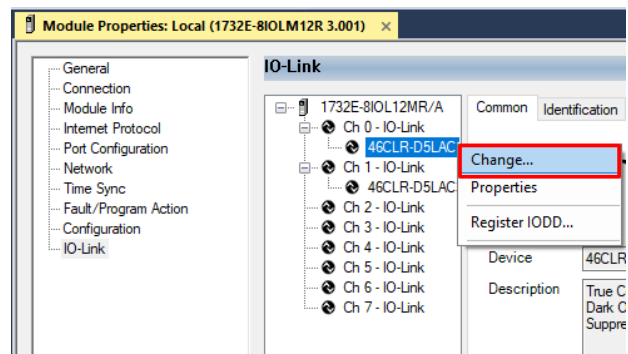 Module Properties: Local (1732E-8IOLM12R 3.001) ×
General
Connection
Module Info
Internet Protocol
Port Configuration
Network
Time Sync
Fault/Program Action
Configuration
IO-Link
IO-Link
1732E-8IOL12MR/A
Ch 0 - IO-Link
46CLR-D5LAC
Ch 1 - IO-Link
46CLR-D5LAC
Ch 2 - IO-Link
Ch 3 - IO-Link
Ch 4 - IO-Link
Ch 5 - IO-Link
Ch 6 - IO-Link
Ch 7 - IO-Link
Common Identification
Change...
Properties
Register IODD...
Device 46CLR
Description True C
Dark O
Suppre